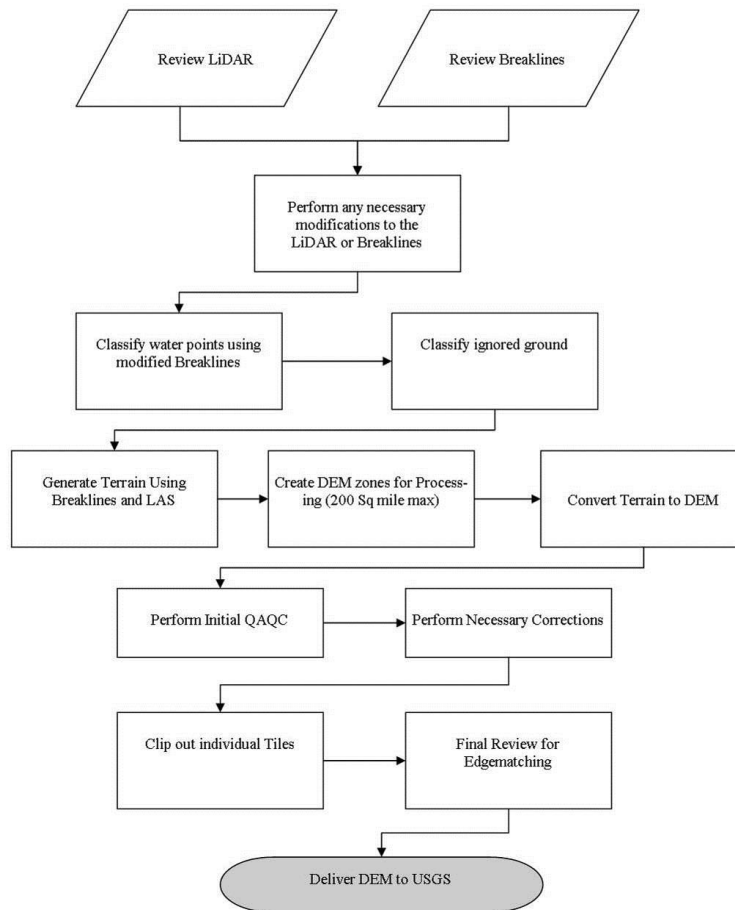 Review LiDAR
Review Breaklines
Perform any necessary
modifications to the
LiDAR or Breaklines
Classify water points using
modified Breaklines
Classify ignored ground
Generate Terrain Using
Breaklines and LAS
Create DEM zones for Process-
ing (200 Sq mile max)
Convert Terrain to DEM
Perform Initial QAQC
Perform Necessary Corrections
Clip out individual Tiles
Final Review for
Edgematching
Deliver DEM to USGS